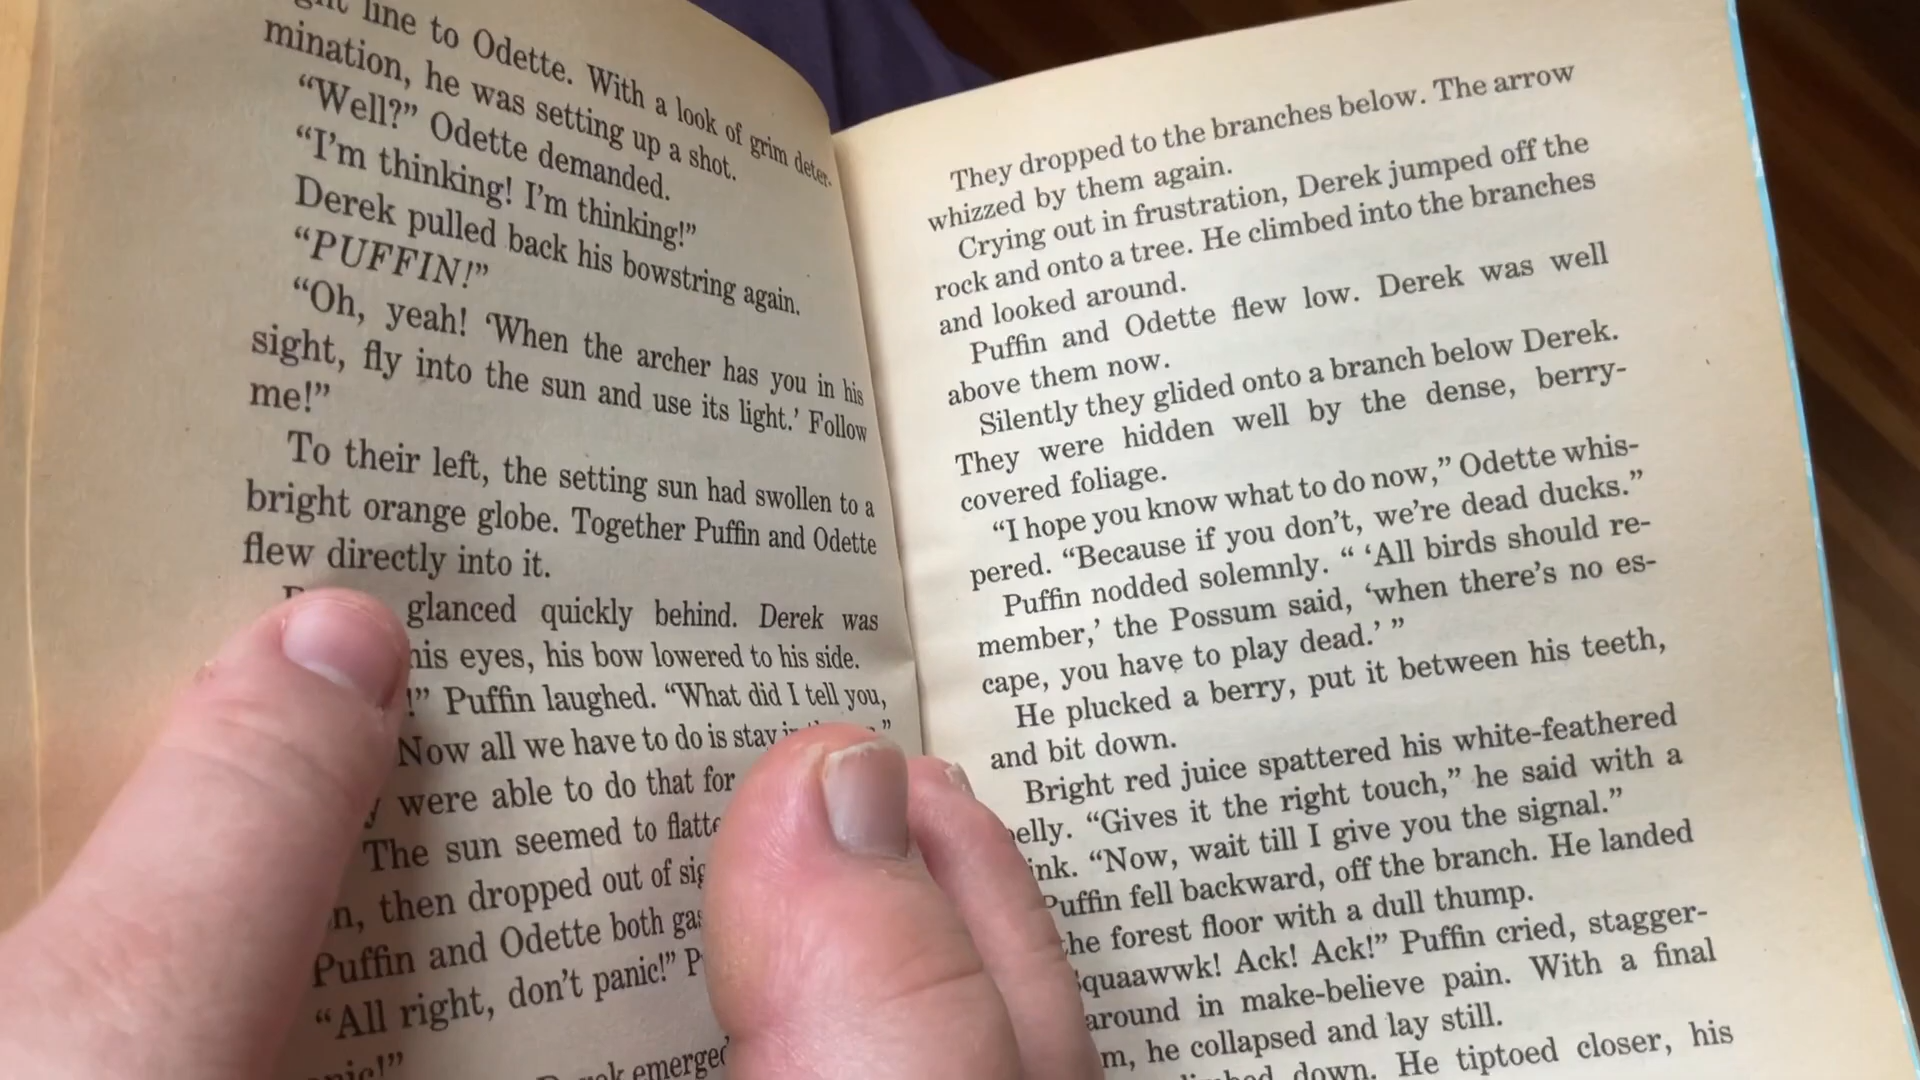 line to Odette. With a look of grim deter-
mination, he was setting up a shot.
“Well?” Odette demanded.
“I'm thinking! I'm thinking!”
Derek pulled back his bowstring again.
“PUFFIN!”
“Oh, yeah! ‘When the archer has you in his
sight, fly into the sun and use its light.’ Follow
me!”
To their left, the setting sun had swollen to a
bright orange globe. Together Puffin and Odette
flew directly into it.
glanced quickly behind. Derek was
his eyes, his bow lowered to his side.
!” Puffin laughed. “What did I tell you,
Now all we have to do is stay
were able to do that for
The sun seemed to
then dropped out of
Puffin and Odette both
“All right, don't panic!”
emerged
They dropped to the branches below. The arrow
whizzed by them again.
Crying out in frustration, Derek jumped off the
rock and onto a tree. He climbed into the branches
and looked around.
Puffin and Odette flew low. Derek was well
above them now.
Silently they glided onto a branch below Derek.
They were hidden well by the dense, berry-
covered foliage.
“I hope you know what to do now,” Odette whis-
pered. “Because if you don't, we're dead ducks.”
Puffin nodded solemnly. “ ‘All birds should re-
member,’ the Possum said, ‘when there's no es-
cape, you have to play dead.’ ”
He plucked a berry, put it between his teeth,
and bit down.
Bright red juice spattered his white-feathered
belly. “Gives it the right touch,” he said with a
“Now, wait till I give you the signal.”
Puffin fell backward, off the branch. He landed
the forest floor with a dull thump.
Squaawwk! Ack! Ack!” Puffin cried, stagger-
around in make-believe pain. With a final
he collapsed and lay still.
down. He tiptoed closer, his